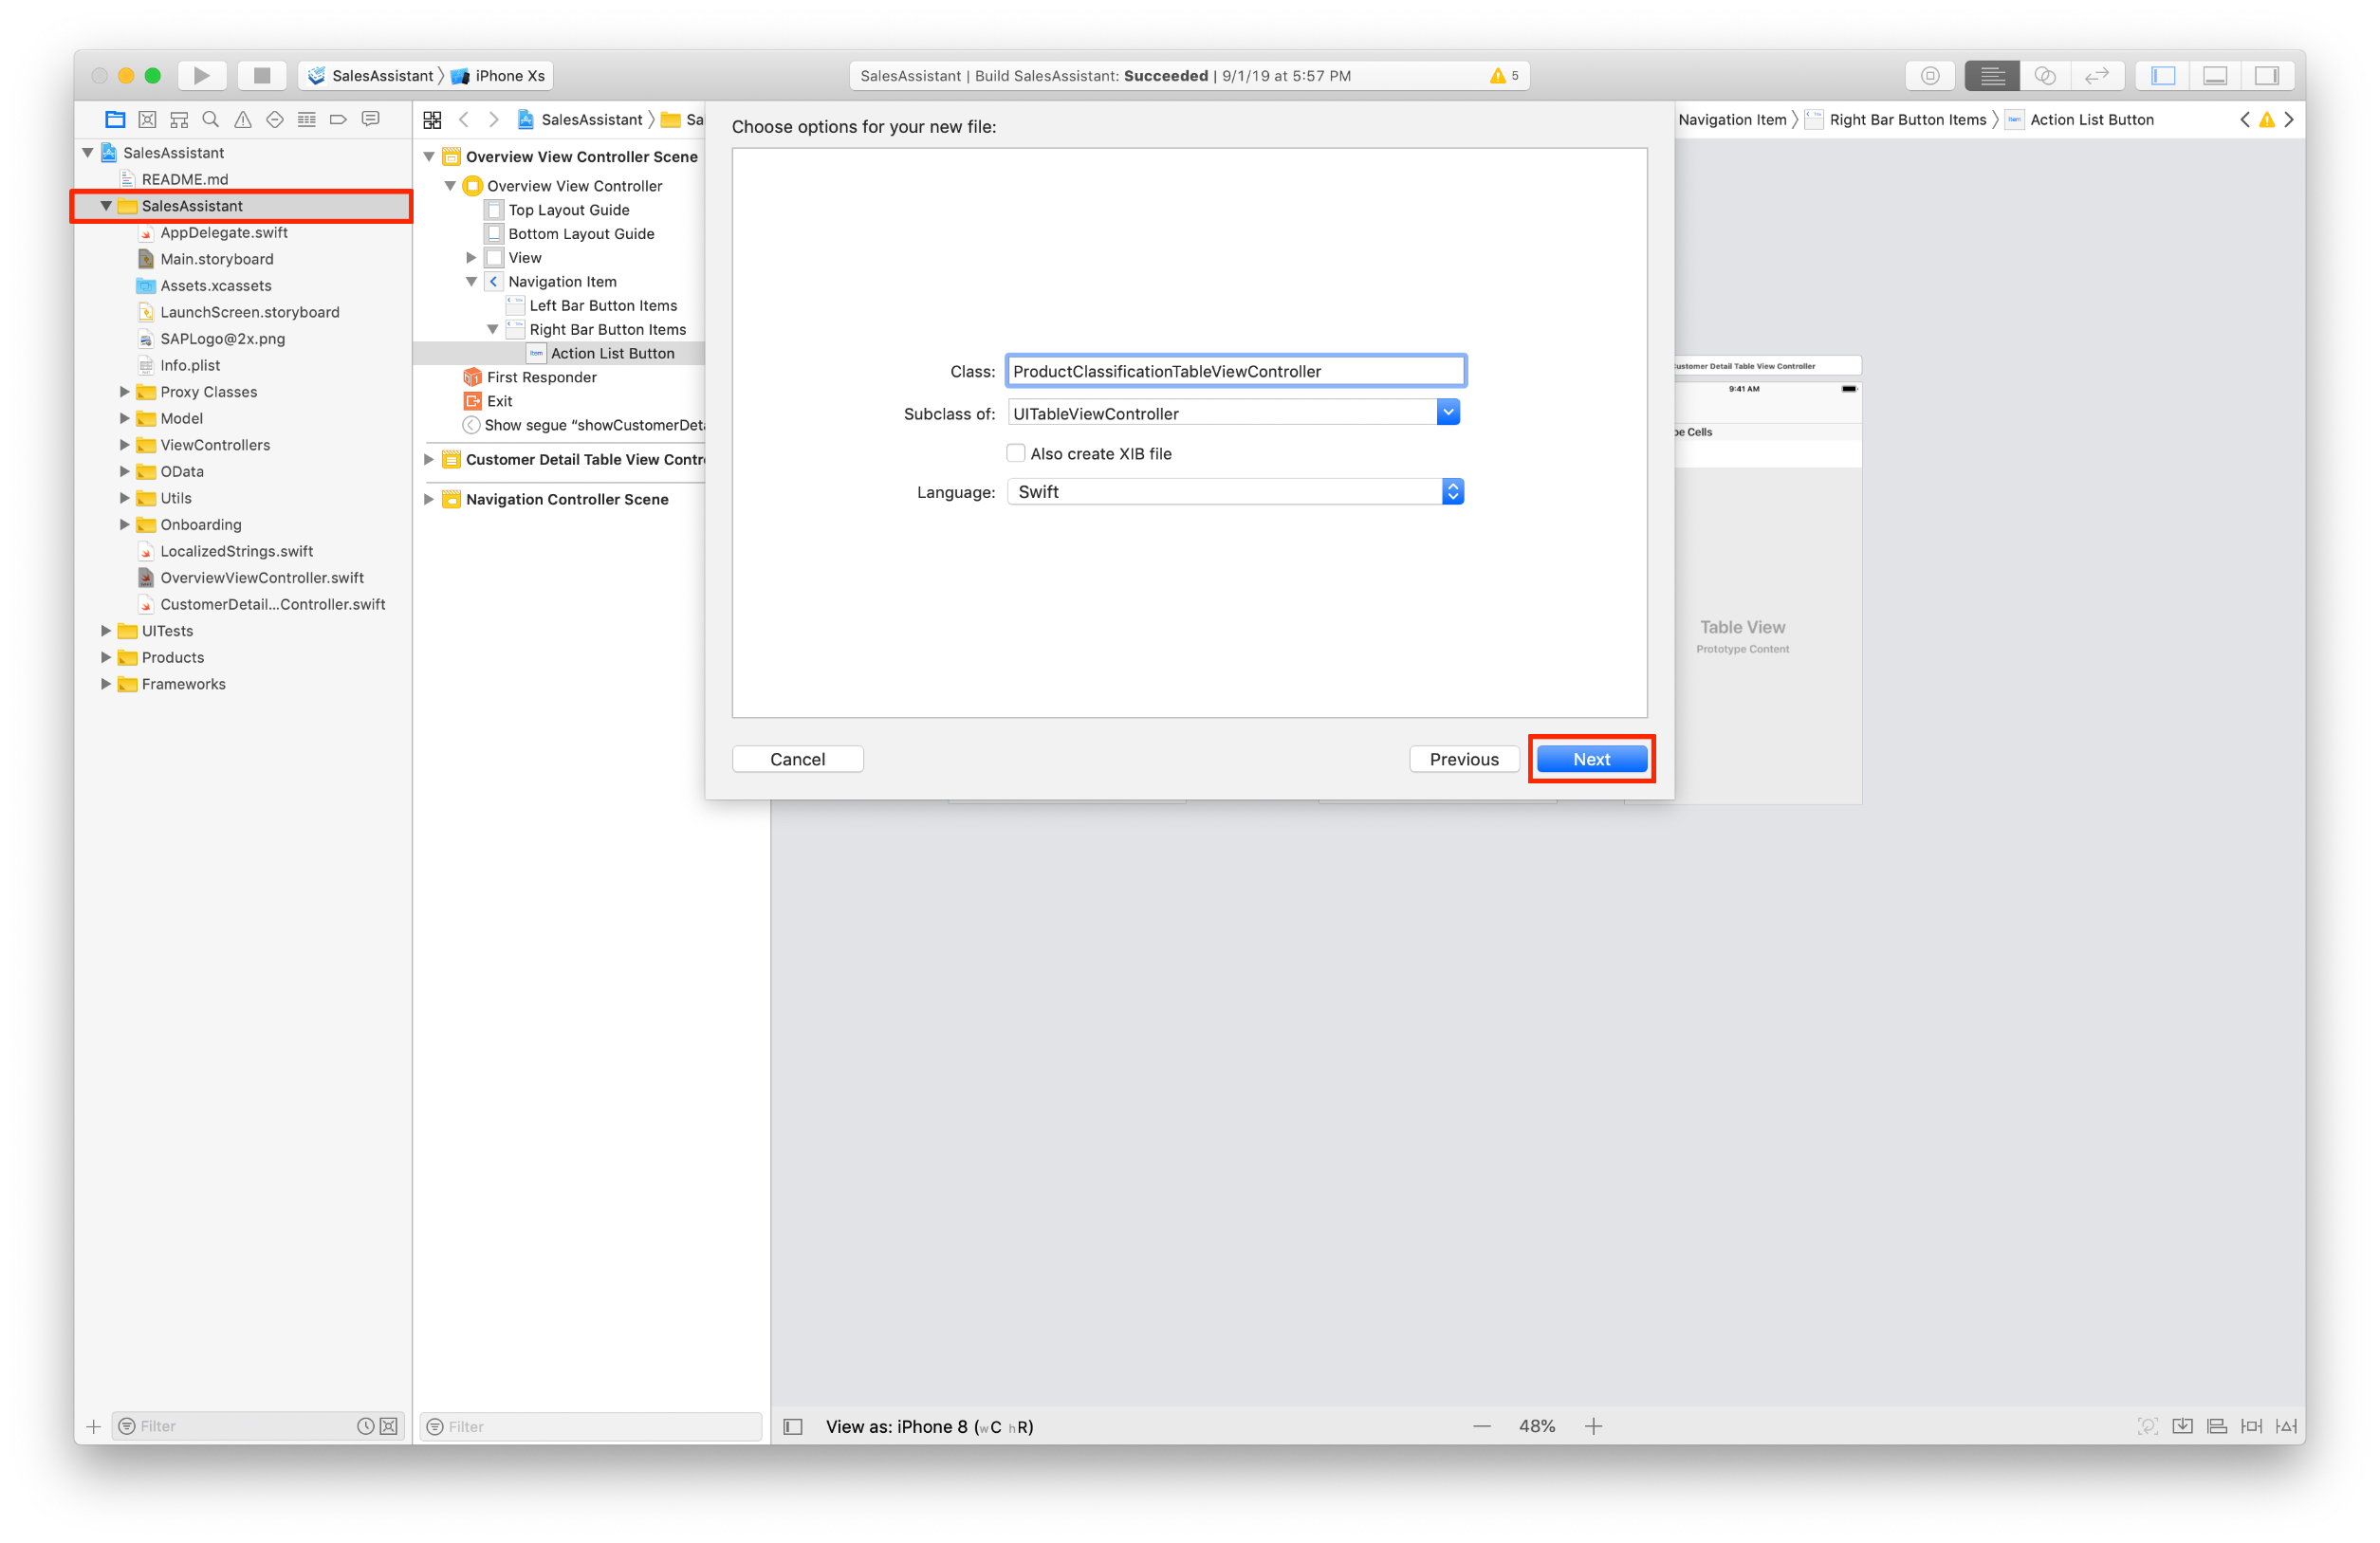 SalesAssistant
iPhone Xs
SalesAssistant | Build SalesAssistant: Succeeded | 9/1/19 at 5:57 PM
5
SalesAssistant
README.md
SalesAssistant
AppDelegate.swift
Main.storyboard
Assets.xcassets
LaunchScreen.storyboard
SAPLogo@2x.png
Info.plist
Proxy Classes
Model
ViewControllers
OData
Utils
Onboarding
LocalizedStrings.swift
OverviewViewController.swift
CustomerDetail...Controller.swift
UITests
Products
Frameworks
Filter
SalesAssistant
Sa
Navigation Item
Right Bar Button Items
Action List Button
Overview View Controller Scene
Overview View Controller
Top Layout Guide
Bottom Layout Guide
View
Navigation Item
Left Bar Button Items
Right Bar Button Items
Action List Button
First Responder
Exit
Show segue “showCustomerDeta
Customer Detail Table View Contro
Navigation Controller Scene
Filter
Choose options for your new file:
Class: ProductClassificationTableViewController
Subclass of: UITableViewController
Also create XIB file
Language: Swift
Cancel
Previous
Next
ustomer Detail Table View Controller
9:41 AM
pe Cells
Table View
Prototype Content
View as: iPhone 8 (wC hR)
48%